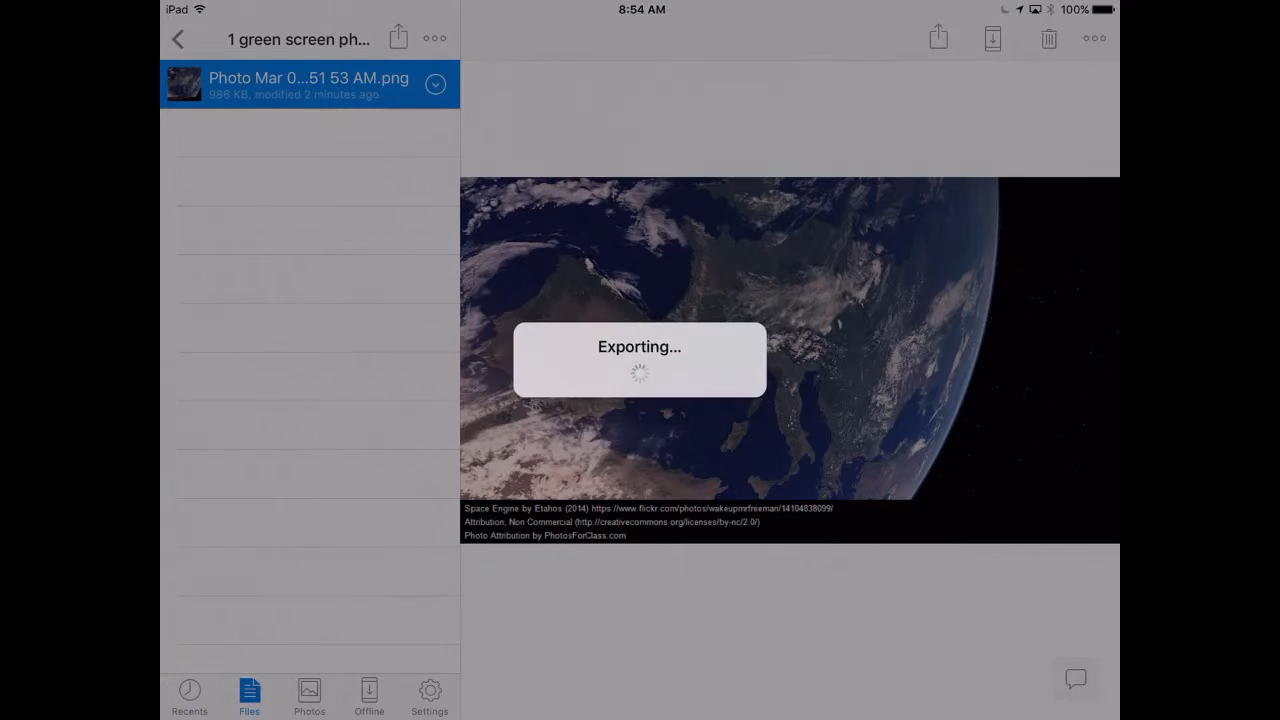 iPad
8:54 AM
100%
1 green screen ph...
Photo Mar 0...51 53 AM.png
986 KB, modified 2 minutes ago
Exporting...
Space Engine by Etahos (2014) https://www.flickr.com/photos/wakeupmrfreeman/14104838099/
Attribution, Non Commercial (http://creativecommons.org/licenses/by-nc/2.0/)
Photo Attribution by PhotosForClass.com
Recents
Files
Photos
Offline
Settings